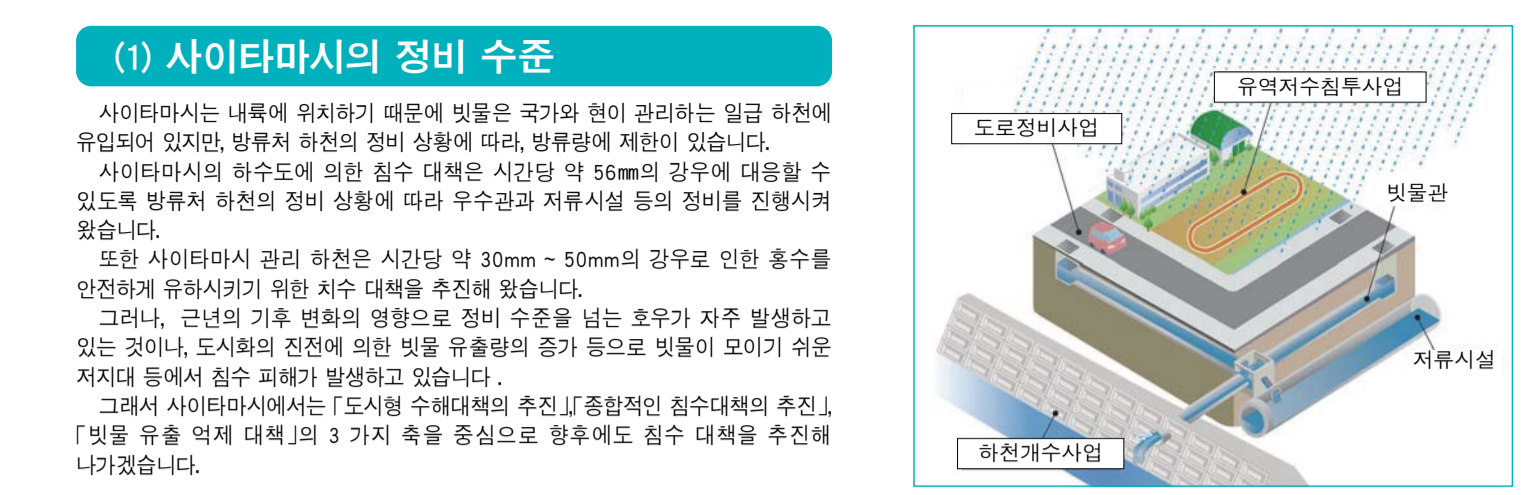 (1) 사이타마시의 정비 수준
사이타마시는 내륙에 위치하기 때문에 빗물은 국가와 현이 관리하는 일급 하천에
유입되어 있지만, 방류처 하천의 정비 상황에 따라, 방류량에 제한이 있습니다.
사이타마시의 하수도에 의한 침수 대책은 시간당 약 56㎜의 강우에 대응할 수
있도록 방류처 하천의 정비 상황에 따라 우수관과 저류시설 등의 정비를 진행시켜
왔습니다.
또한 사이타마시 관리 하천은 시간당 약 30mm ~ 50mm의 강우로 인한 홍수를
안전하게 유하시키기 위한 치수 대책을 추진해 왔습니다.
그러나, 근년의 기후 변화의 영향으로 정비 수준을 넘는 호우가 자주 발생하고
있는 것이나, 도시화의 진전에 의한 빗물 유출량의 증가 등으로 빗물이 모이기 쉬운
저지대 등에서 침수 피해가 발생하고 있습니다 .
그래서 사이타마시에서는 ｢도시형 수해대책의 추진｣,｢종합적인 침수대책의 추진｣,
｢빗물 유출 억제 대책｣의 3 가지 축을 중심으로 향후에도 침수 대책을 추진해
나가겠습니다.
유역저수침투사업
도로정비사업
빗물관
저류시설
하천개수사업